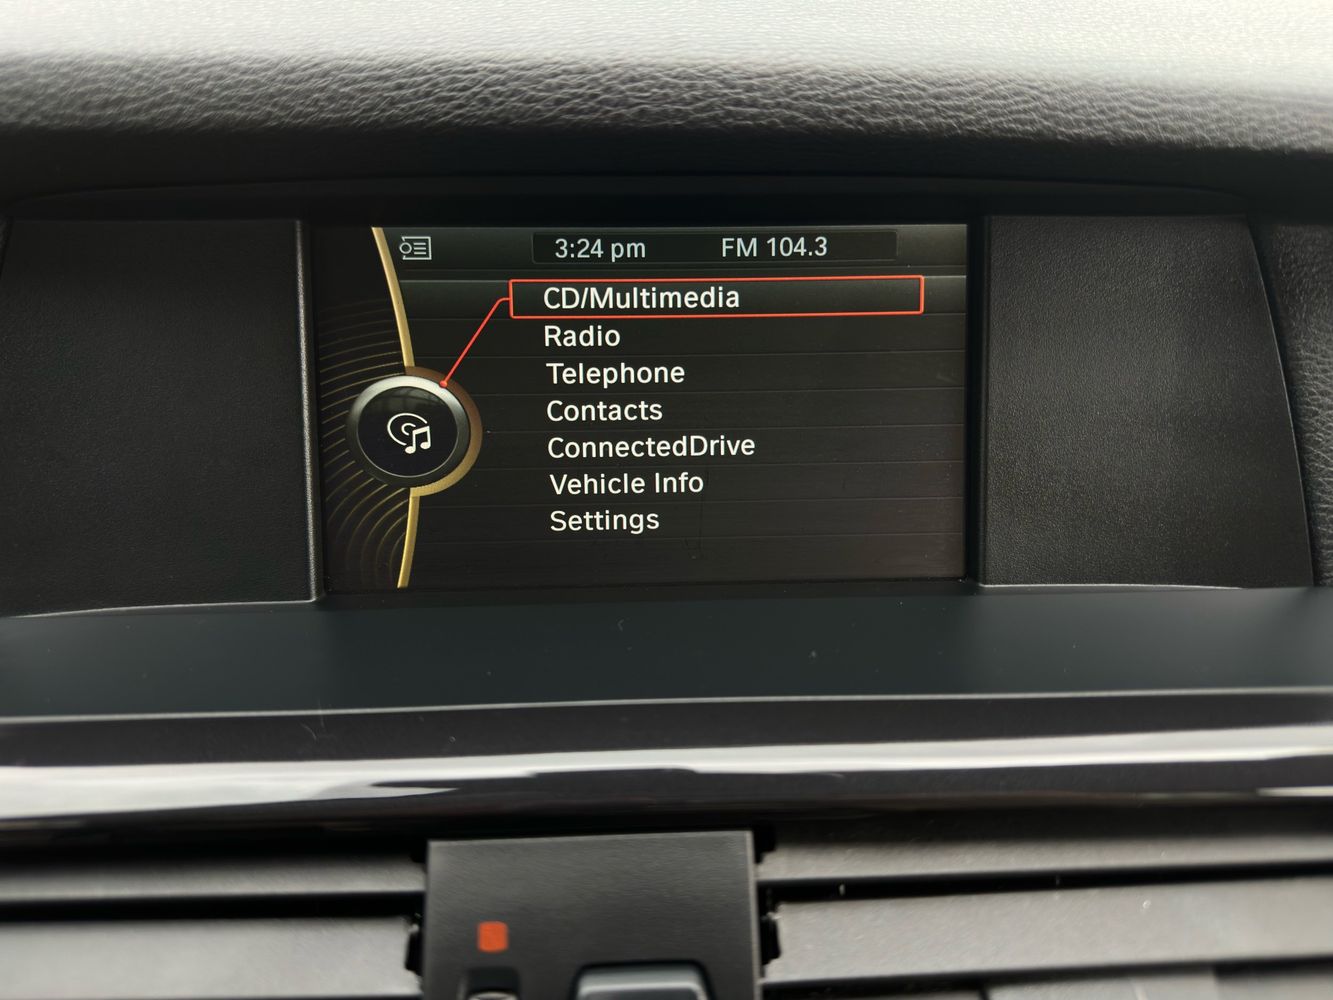 3:24 pm FM 104.3
CD/Multimedia
Radio
Telephone
Contacts
ConnectedDrive
Vehicle Info
Settings